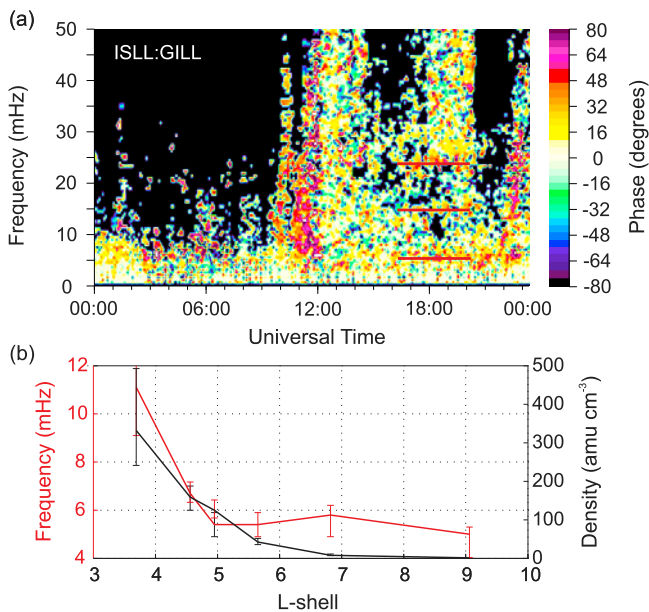 (a)
ISLL:GILL
Frequency (mHz)
50
40
30
20
10
0
00:00 06:00 12:00 18:00 00:00
Universal Time
80
64
48
32
16
0
-16
-32
-48
-64
-80
Phase (degrees)
(b)
Frequency (mHz)
12
10
8
6
4
3 4 5 6 7 8 9 10
L-shell
500
400
300
200
100
0
Density (amu cm⁻³)